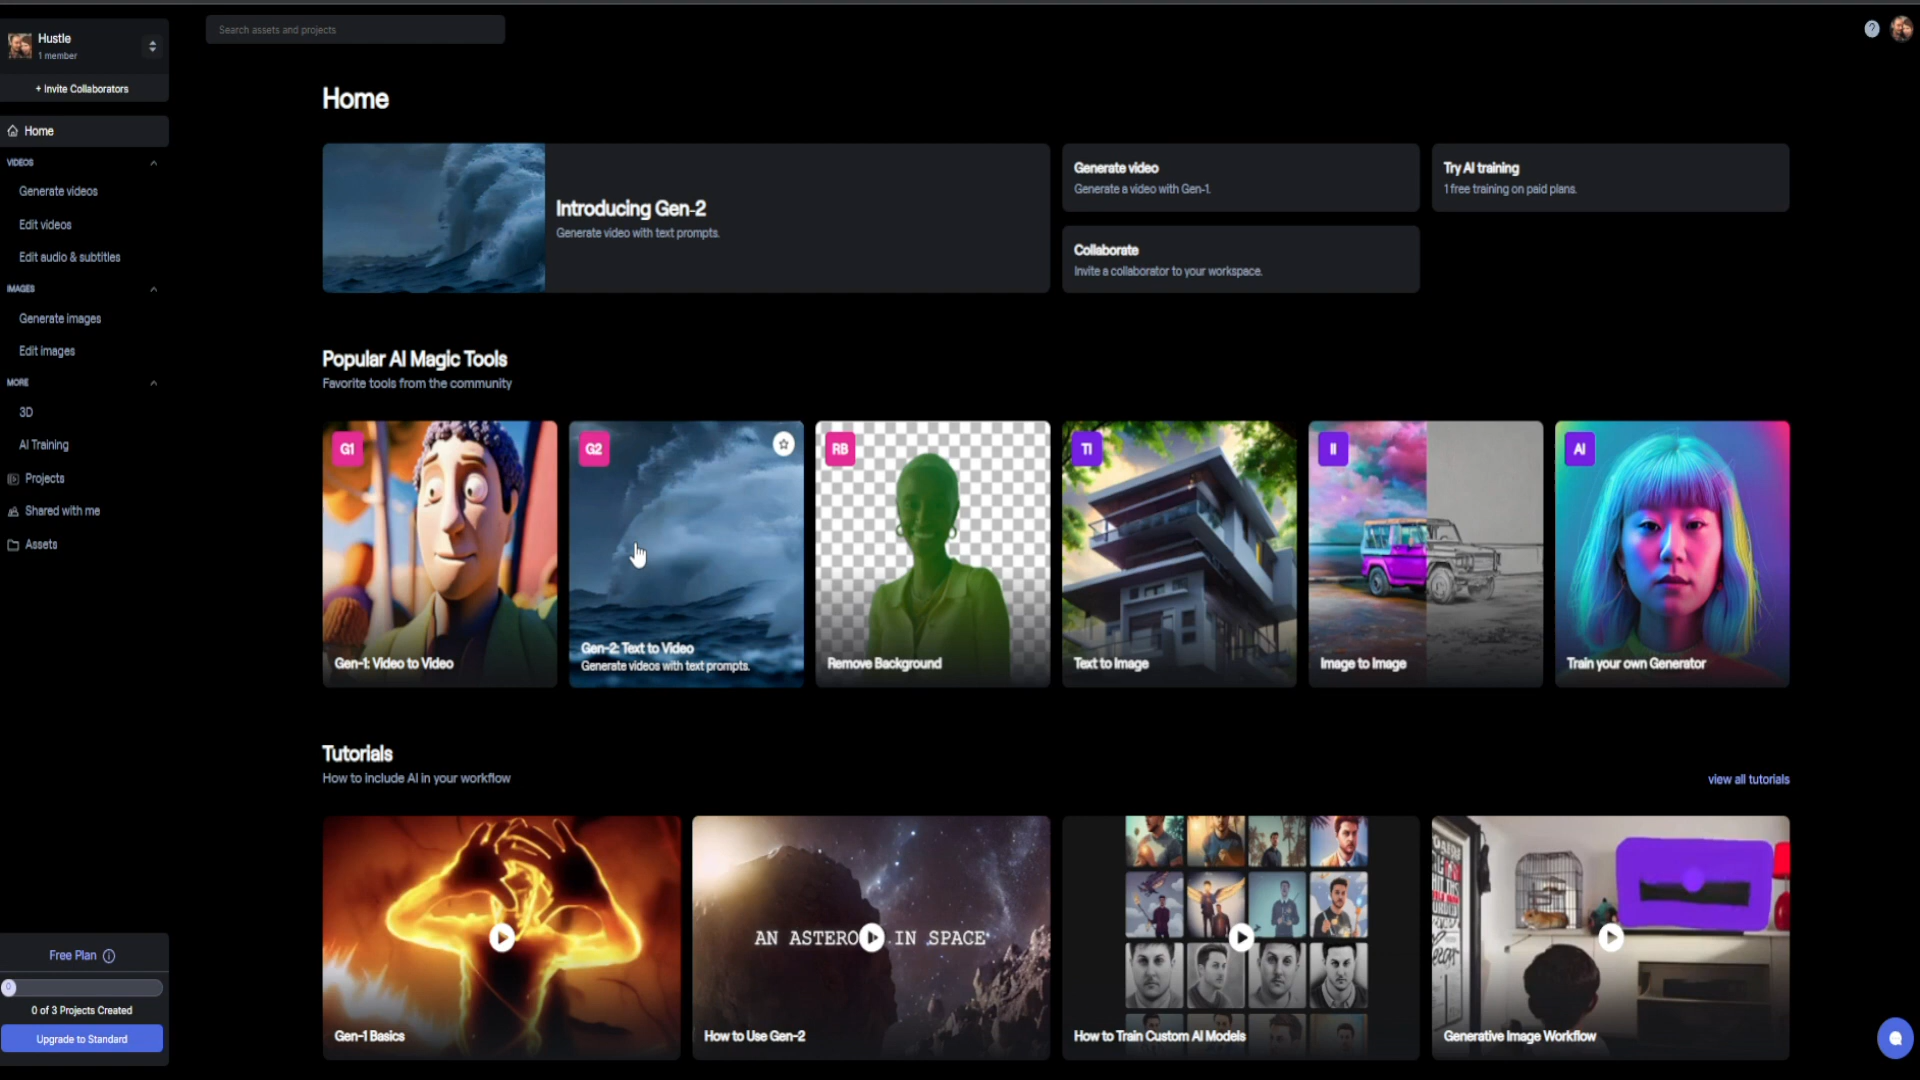 Hustle
1 member
+ Invite Collaborators
Home
VIDEOS
Generate videos
Edit videos
Edit audio & subtitles
IMAGES
Generate images
Edit images
MORE
3D
AI Training
Projects
Shared with me
Assets
Free Plan
0
0 of 3 Projects Created
Upgrade to Standard
Search assets and projects
?
Home
Introducing Gen-2
Generate video with text prompts.
Generate video
Generate a video with Gen-1.
Try AI training
1 free training on paid plans.
Collaborate
Invite a collaborator to your workspace.
Popular AI Magic Tools
Favorite tools from the community
G1
Gen-1: Video to Video
G2
Gen-2: Text to Video
Generate videos with text prompts.
RB
Remove Background
TI
Text to Image
II
Image to Image
AI
Train your own Generator
Tutorials
How to include AI in your workflow
view all tutorials
Gen-1 Basics
AN ASTERO IN SPACE
How to Use Gen-2
How to Train Custom AI Models
Generative Image Workflow